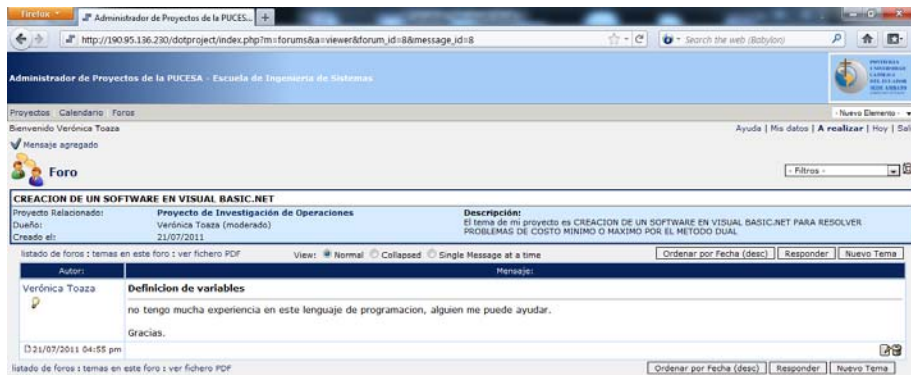 Firefox
Administrador de Proyectos de la PUCES...
http://190.95.136.230/dotproject/index.php?m=forums&a=viewer&forum_id=8&message_id=8
Search the web (Babylon)
Administrador de Proyectos de la PUCESA - Escuela de Ingeniería de Sistemas
PONTIFICIA
UNIVERSIDAD
CATOLICA
DEL ECUADOR
SEDE AMBATO
Proyectos Calendario Foros
- Nuevo Elemento -
Bienvenido Verónica Toaza
Ayuda | Mis datos | A realizar | Hoy | Sali
Mensaje agregado
Foro
- Filtros -
CREACION DE UN SOFTWARE EN VISUAL BASIC.NET
Proyecto Relacionado: Proyecto de Investigación de Operaciones
Dueño: Verónica Toaza (moderado)
Creado el: 21/07/2011
Descripción:
El tema de mi proyecto es CREACION DE UN SOFTWARE EN VISUAL BASIC.NET PARA RESOLVER
PROBLEMAS DE COSTO MINIMO O MAXIMO POR EL METODO DUAL
listado de foros : temas en este foro : ver fichero PDF View: Normal Collapsed Single Message at a time Ordenar por Fecha (desc) Responder Nuevo Tema
Autor: Mensaje:
Verónica Toaza Definicion de variables
no tengo mucha experiencia en este lenguaje de programacion, alguien me puede ayudar.
Gracias.
21/07/2011 04:55 pm
listado de foros : temas en este foro : ver fichero PDF Ordenar por Fecha (desc) Responder Nuevo Tema